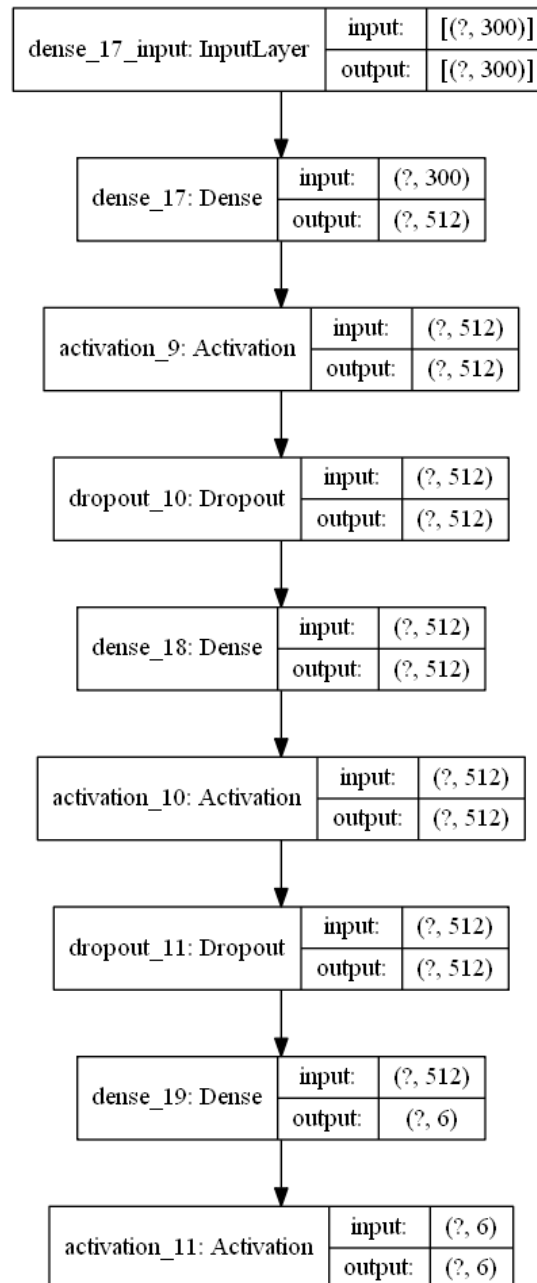 dense_17_input: InputLayer
input: [(?, 300)]
output: [(?, 300)]
dense_17: Dense
input: (?, 300)
output: (?, 512)
activation_9: Activation
input: (?, 512)
output: (?, 512)
dropout_10: Dropout
input: (?, 512)
output: (?, 512)
dense_18: Dense
input: (?, 512)
output: (?, 512)
activation_10: Activation
input: (?, 512)
output: (?, 512)
dropout_11: Dropout
input: (?, 512)
output: (?, 512)
dense_19: Dense
input: (?, 512)
output: (?, 6)
activation_11: Activation
input: (?, 6)
output: (?, 6)